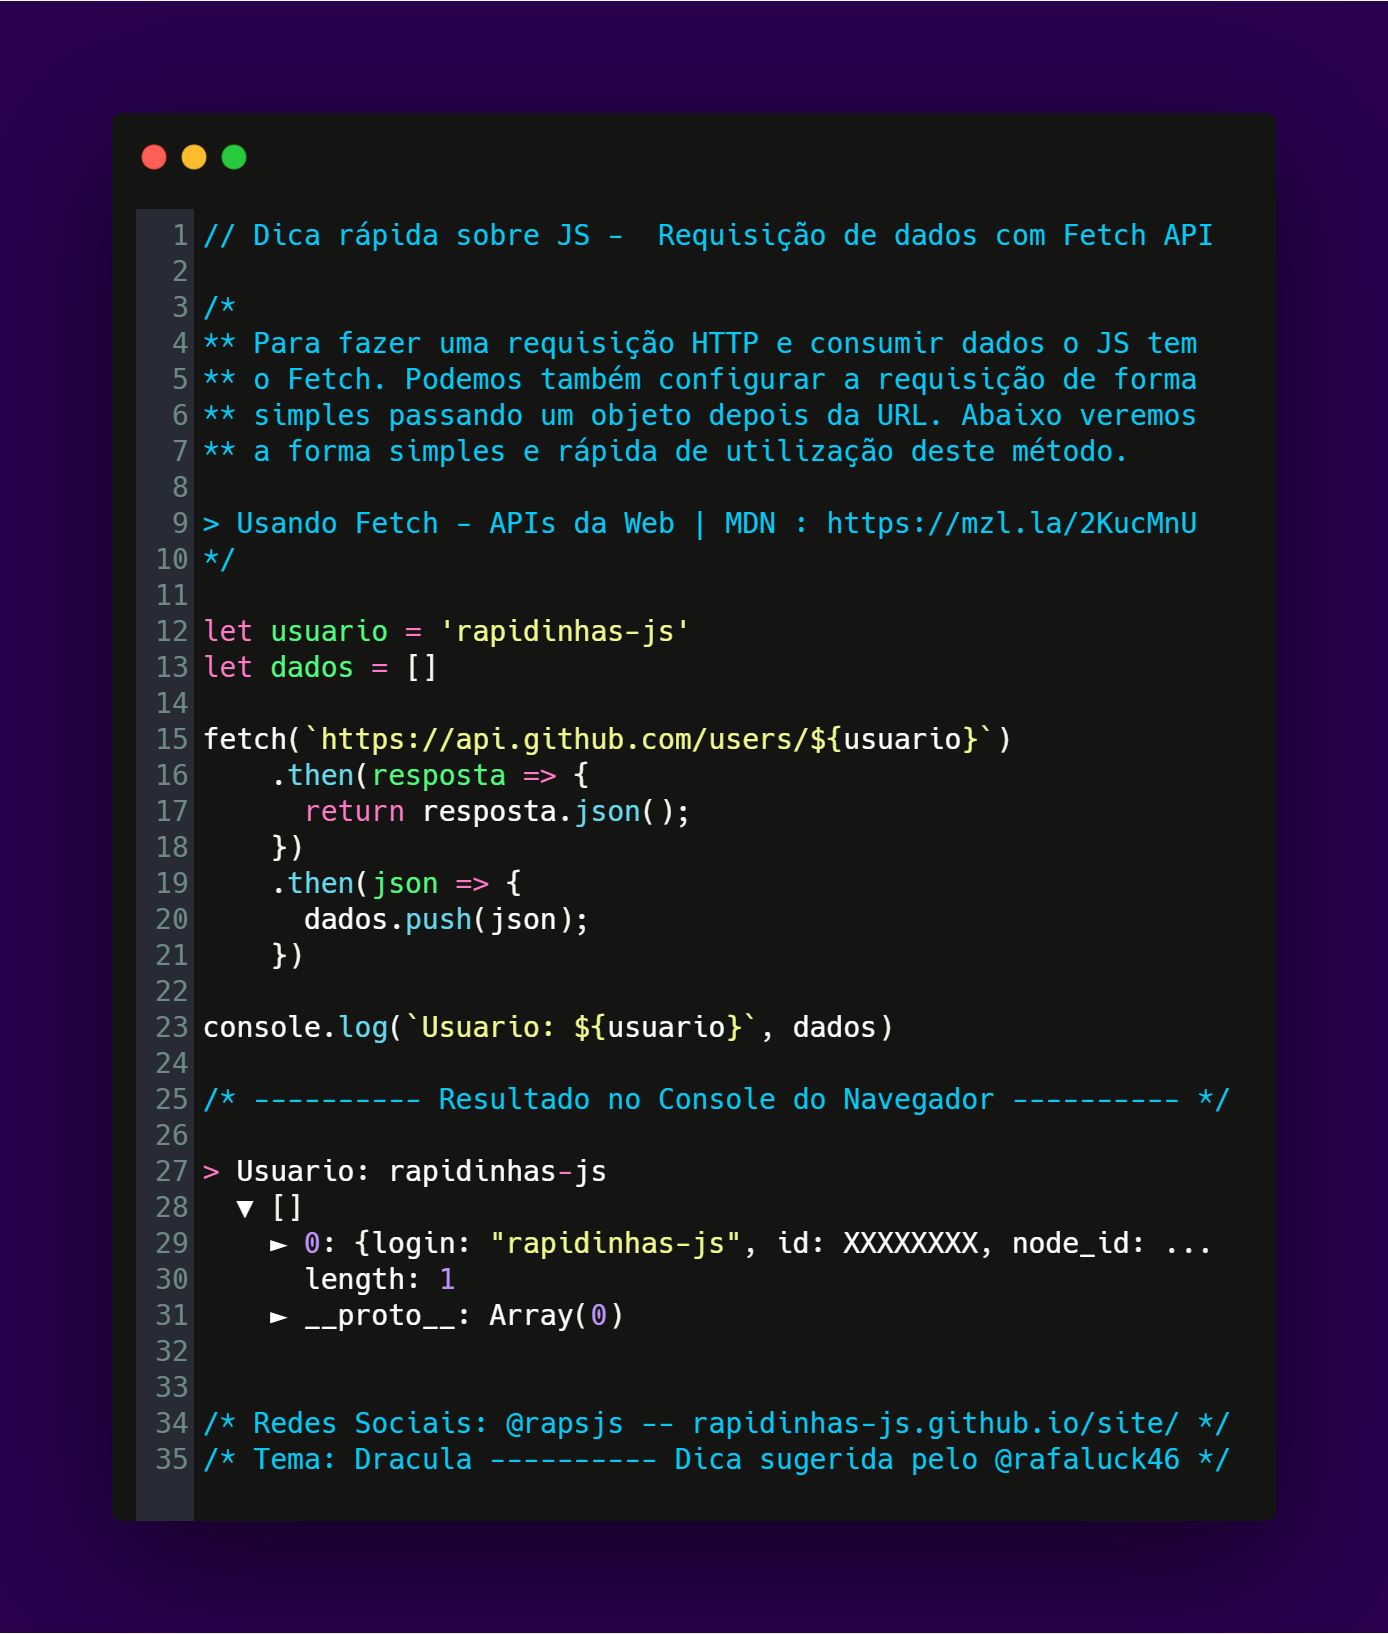 1 // Dica rápida sobre JS -  Requisição de dados com Fetch API
2
3 /*
4 ** Para fazer uma requisição HTTP e consumir dados o JS tem
5 ** o Fetch. Podemos também configurar a requisição de forma
6 ** simples passando um objeto depois da URL. Abaixo veremos
7 ** a forma simples e rápida de utilização deste método.
8
9 > Usando Fetch - APIs da Web | MDN : https://mzl.la/2KucMnU
10 */
11
12 let usuario = 'rapidinhas-js'
13 let dados = []
14
15 fetch(`https://api.github.com/users/${usuario}`)
16     .then(resposta => {
17       return resposta.json();
18     })
19     .then(json => {
20       dados.push(json);
21     })
22
23 console.log(`Usuario: ${usuario}`, dados)
24
25 /* ---------- Resultado no Console do Navegador ---------- */
26
27 > Usuario: rapidinhas-js
28   ▼ []
29     ► 0: {login: "rapidinhas-js", id: XXXXXXXX, node_id: ...
30       length: 1
31     ► __proto__: Array(0)
32
33
34 /* Redes Sociais: @rapsjs -- rapidinhas-js.github.io/site/ */
35 /* Tema: Dracula ---------- Dica sugerida pelo @rafaluck46 */